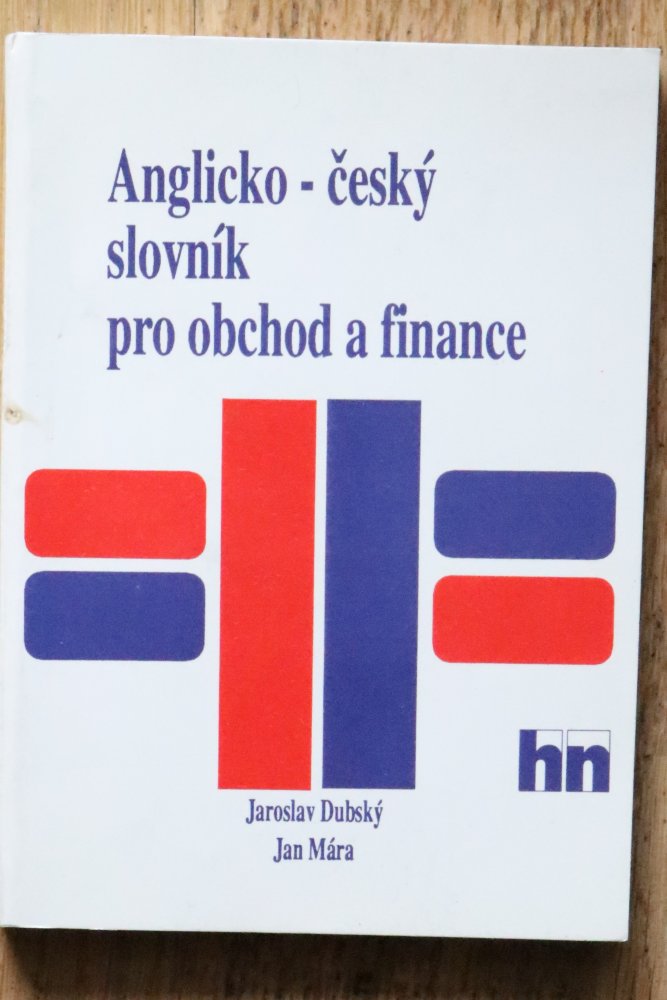 Anglicko - český
slovník
pro obchod a finance
hn
Jaroslav Dubský
Jan Mára